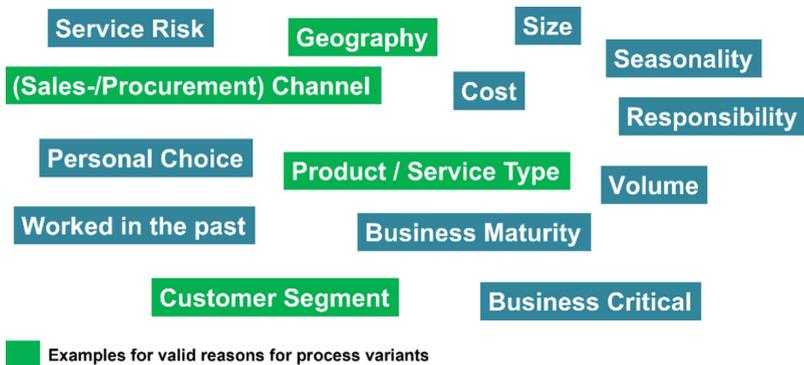 Service Risk
Geography
Size
Seasonality
(Sales-/Procurement) Channel
Cost
Responsibility
Personal Choice
Product / Service Type
Volume
Worked in the past
Business Maturity
Customer Segment
Business Critical
Examples for valid reasons for process variants